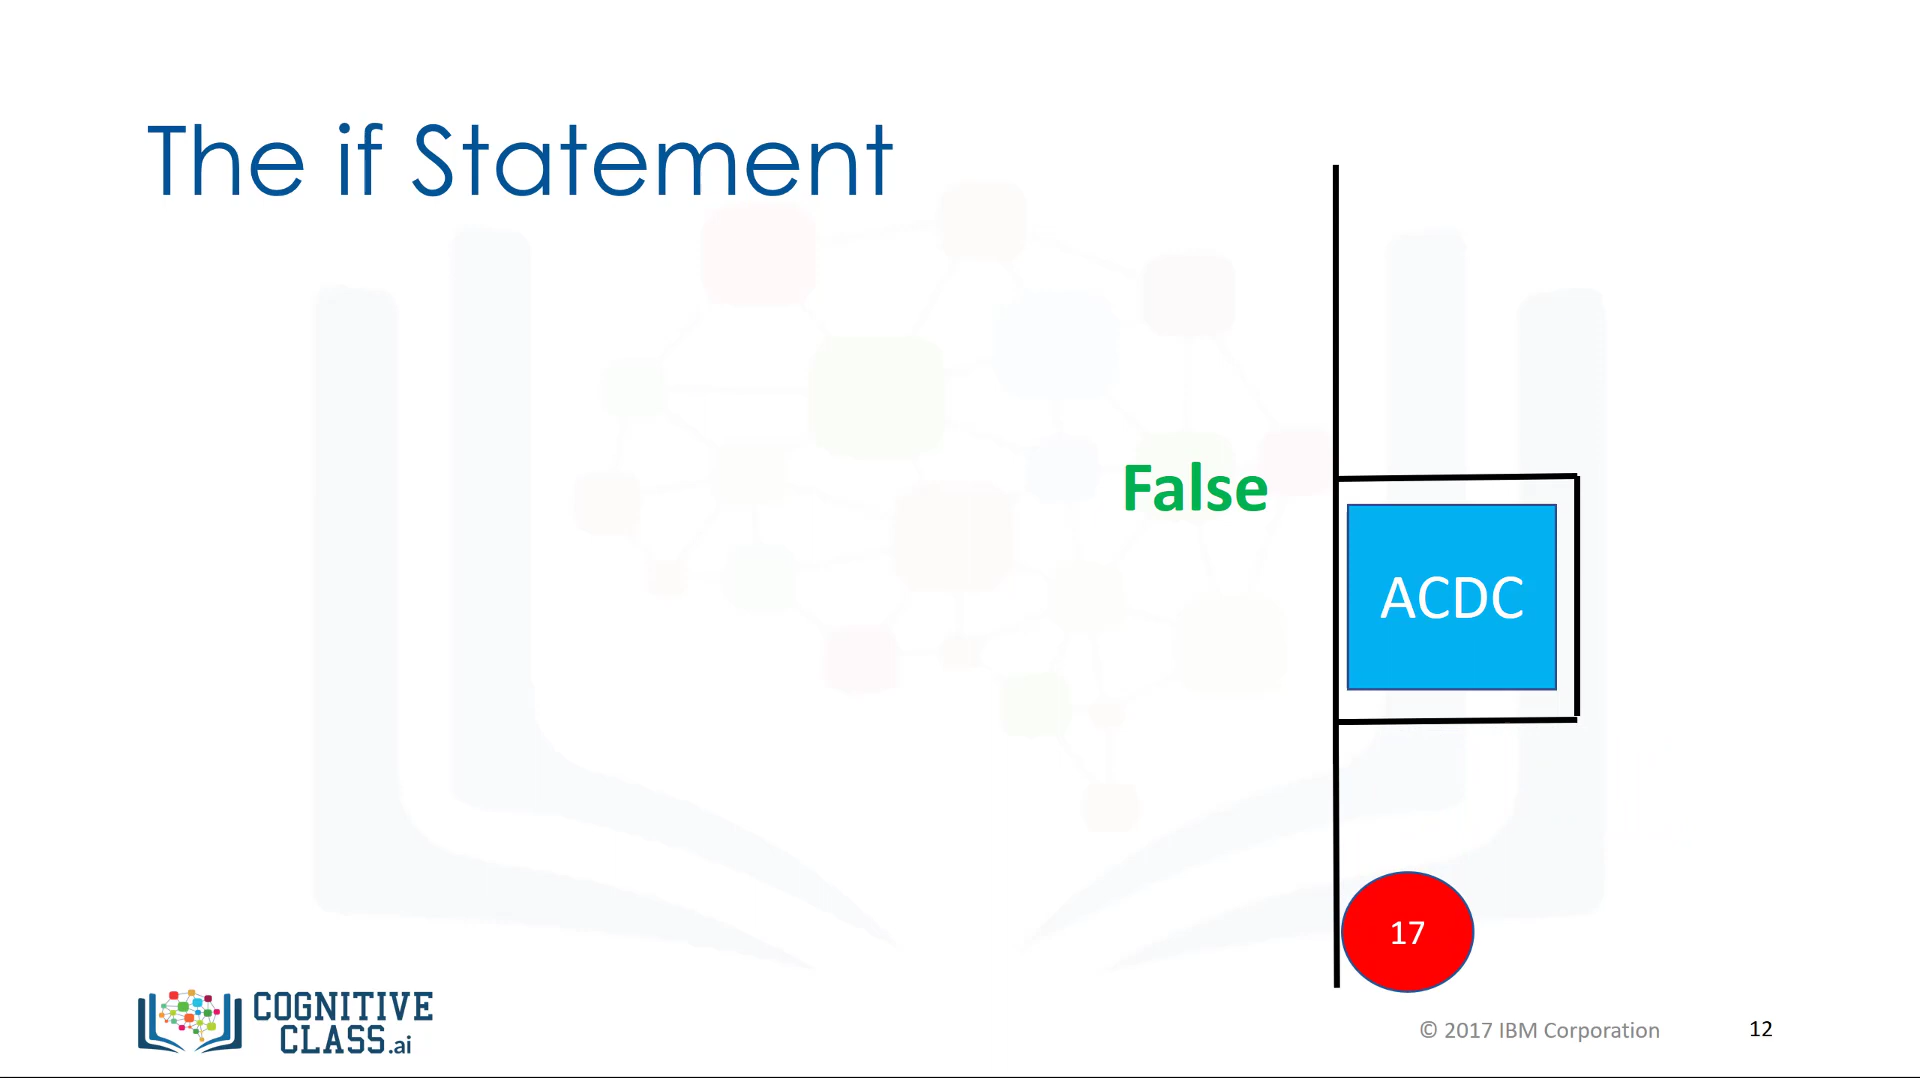 The if Statement
False
ACDC
17
COGNITIVE
CLASS.ai
© 2017 IBM Corporation
12